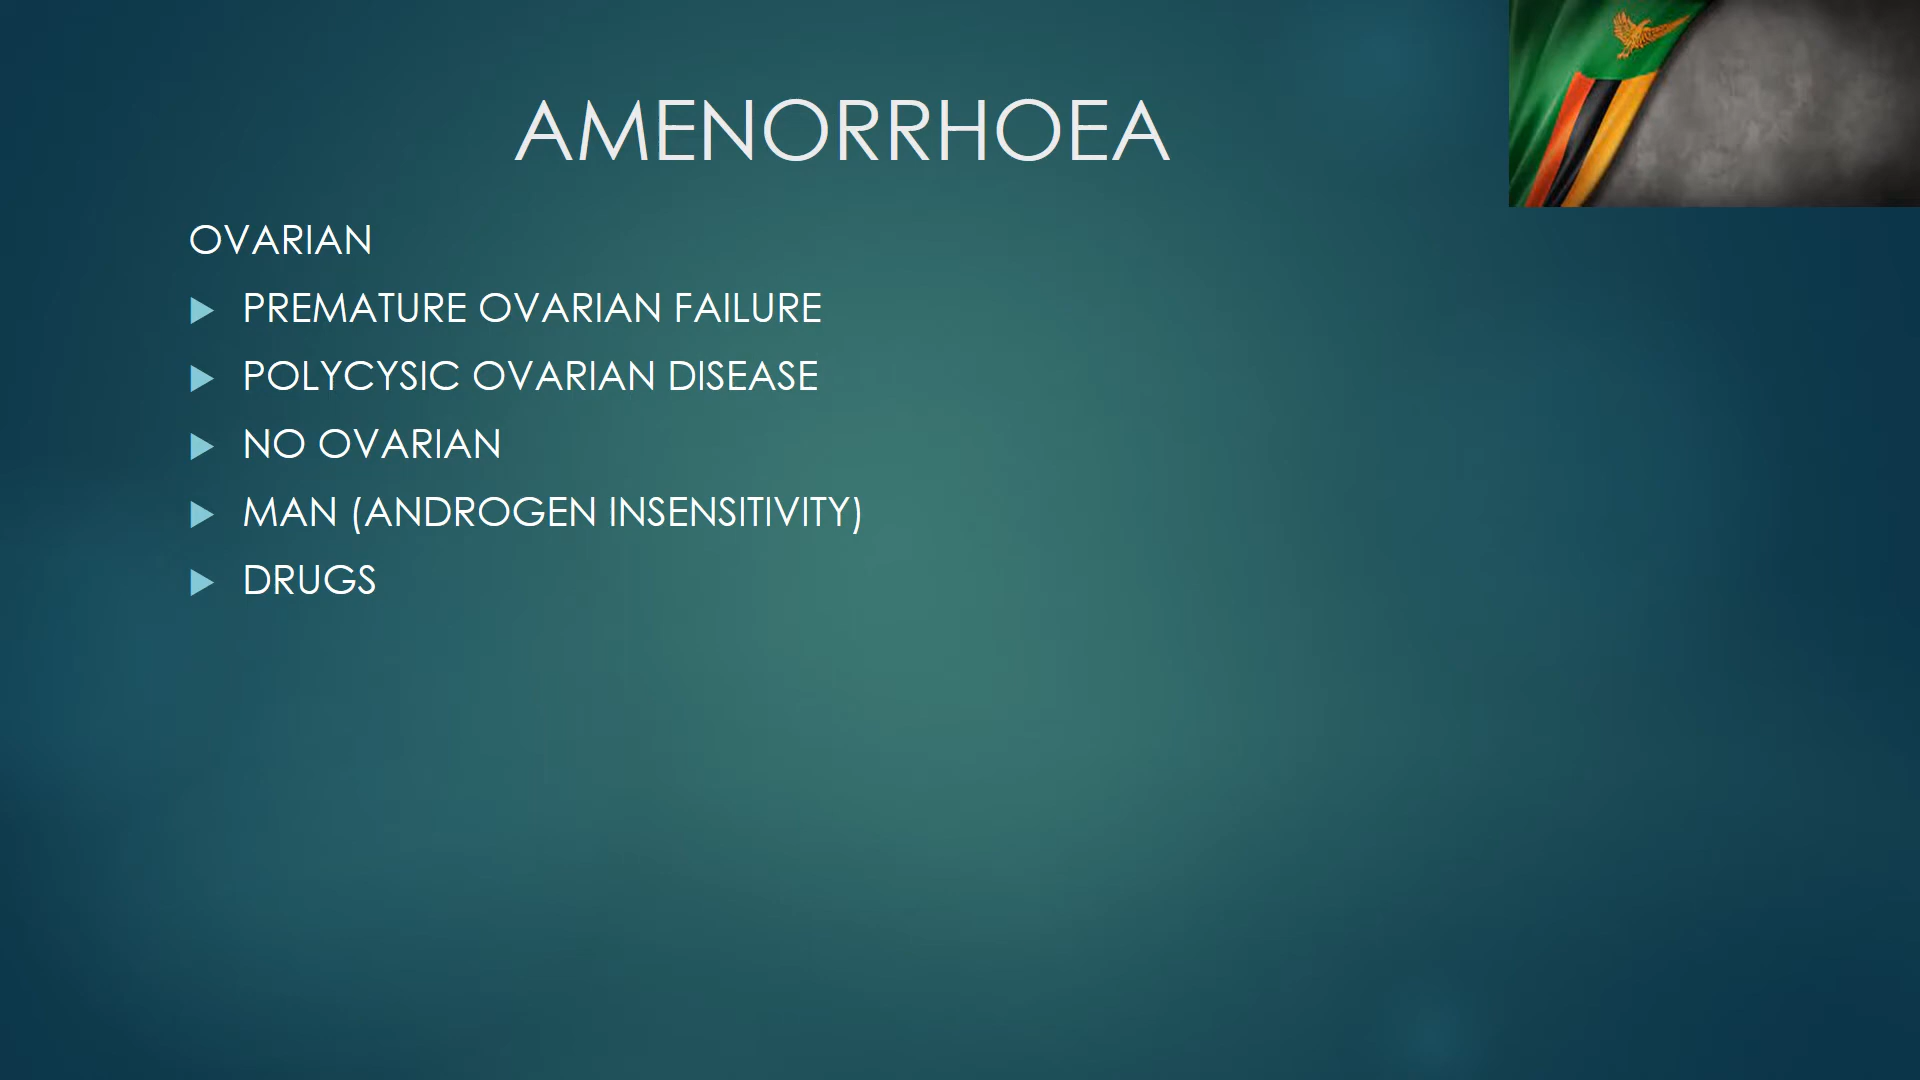 AMENORRHOEA
OVARIAN
PREMATURE OVARIAN FAILURE
POLYCYSIC OVARIAN DISEASE
NO OVARIAN
MAN (ANDROGEN INSENSITIVITY)
DRUGS